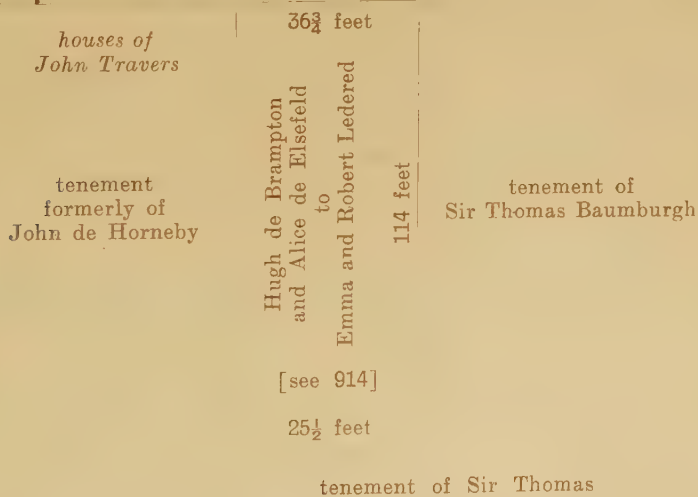 36¾ feet
houses of
John Travers
Hugh de Brampton
and Alice de Elsefeld
to
Emma and Robert Ledered
114 feet
tenement
formerly of
John de Horneby
tenement of
Sir Thomas Baumburgh
[see 914]
25½ feet
tenement of Sir Thomas